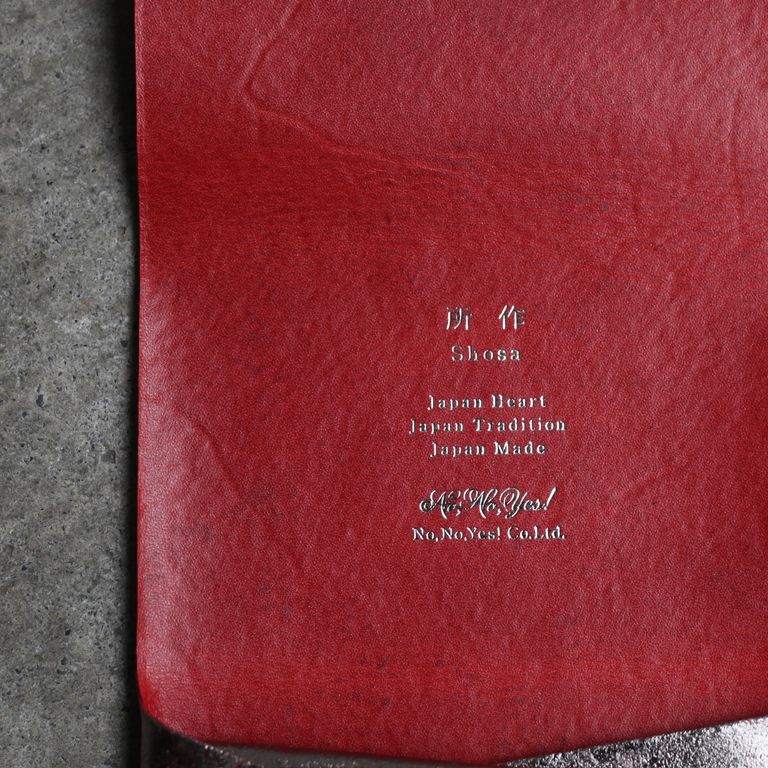 所作
Shosa
Japan Heart
Japan Tradition
Japan Made
No,No,Yes!
No,No,Yes! Co.Ltd.